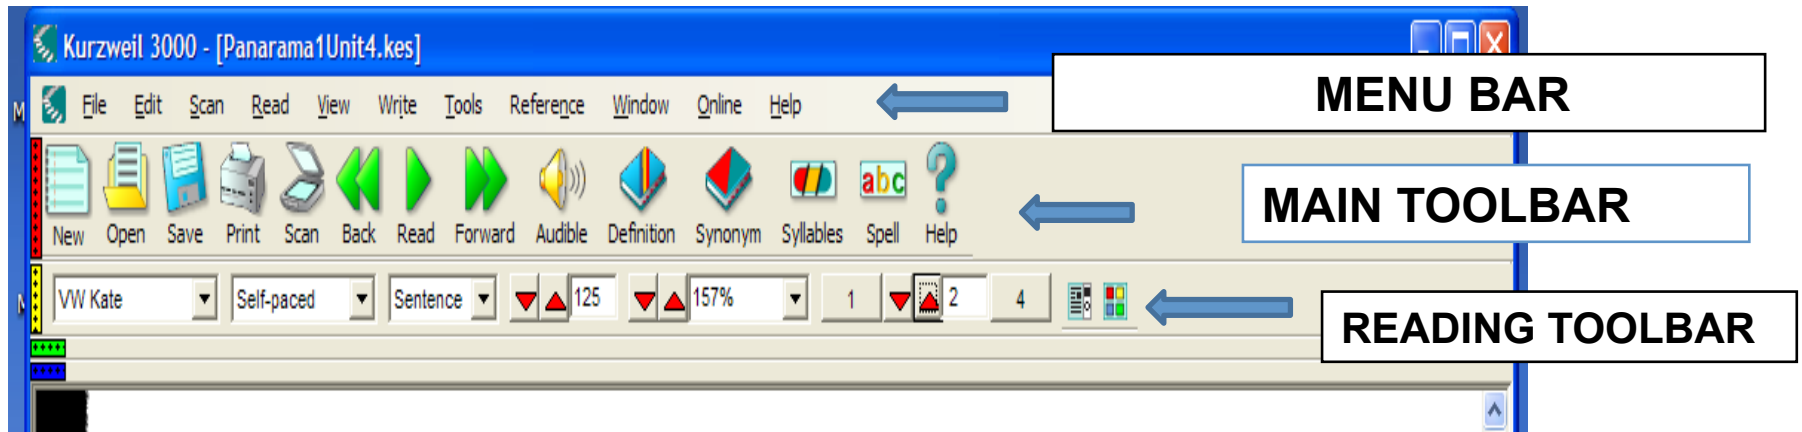 Kurzweil 3000 - [Panarama1Unit4.kes]
File Edit Scan Read View Write Tools Reference Window Online Help
MENU BAR
abc
New Open Save Print Scan Back Read Forward Audible Definition Synonym Syllables Spell Help
MAIN TOOLBAR
VW Kate Self-paced Sentence 125 157% 1 2 4
READING TOOLBAR